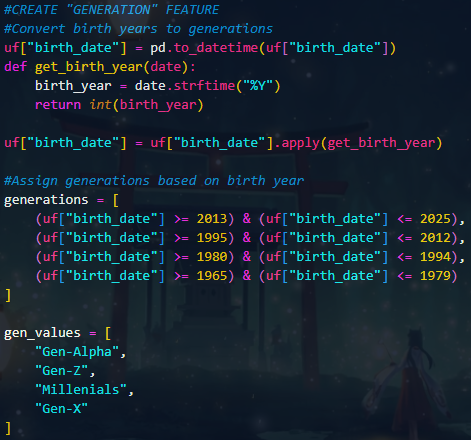 #CREATE "GENERATION" FEATURE
#Convert birth years to generations
uf["birth_date"] = pd.to_datetime(uf["birth_date"])
def get_birth_year(date):
    birth_year = date.strftime("%Y")
    return int(birth_year)

uf["birth_date"] = uf["birth_date"].apply(get_birth_year)

#Assign generations based on birth year
generations = [
    (uf["birth_date"] >= 2013) & (uf["birth_date"] <= 2025),
    (uf["birth_date"] >= 1995) & (uf["birth_date"] <= 2012),
    (uf["birth_date"] >= 1980) & (uf["birth_date"] <= 1994),
    (uf["birth_date"] >= 1965) & (uf["birth_date"] <= 1979)
]

gen_values = [
    "Gen-Alpha",
    "Gen-Z",
    "Millenials",
    "Gen-X"
]